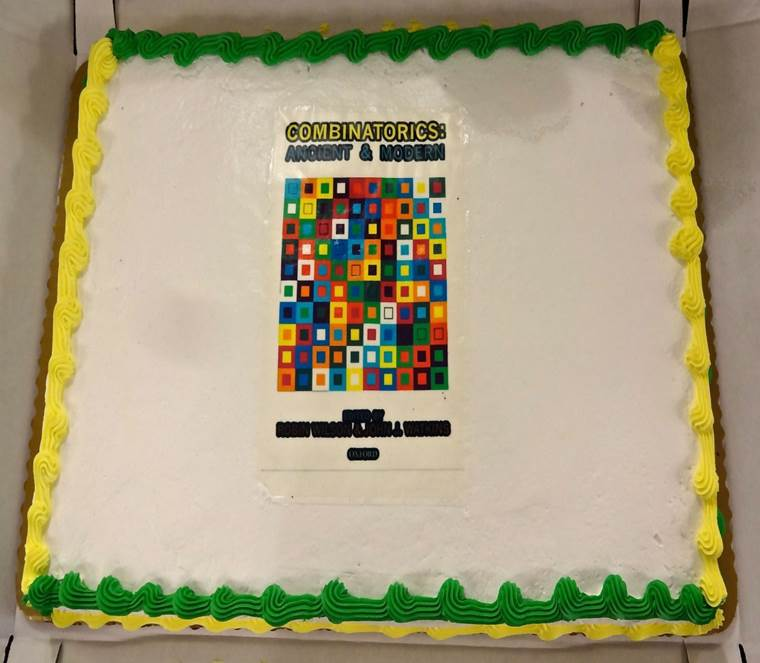 COMBINATORICS:
ANCIENT & MODERN
EDITED BY
ROBIN WILSON & JOHN J. WATKINS
OXFORD